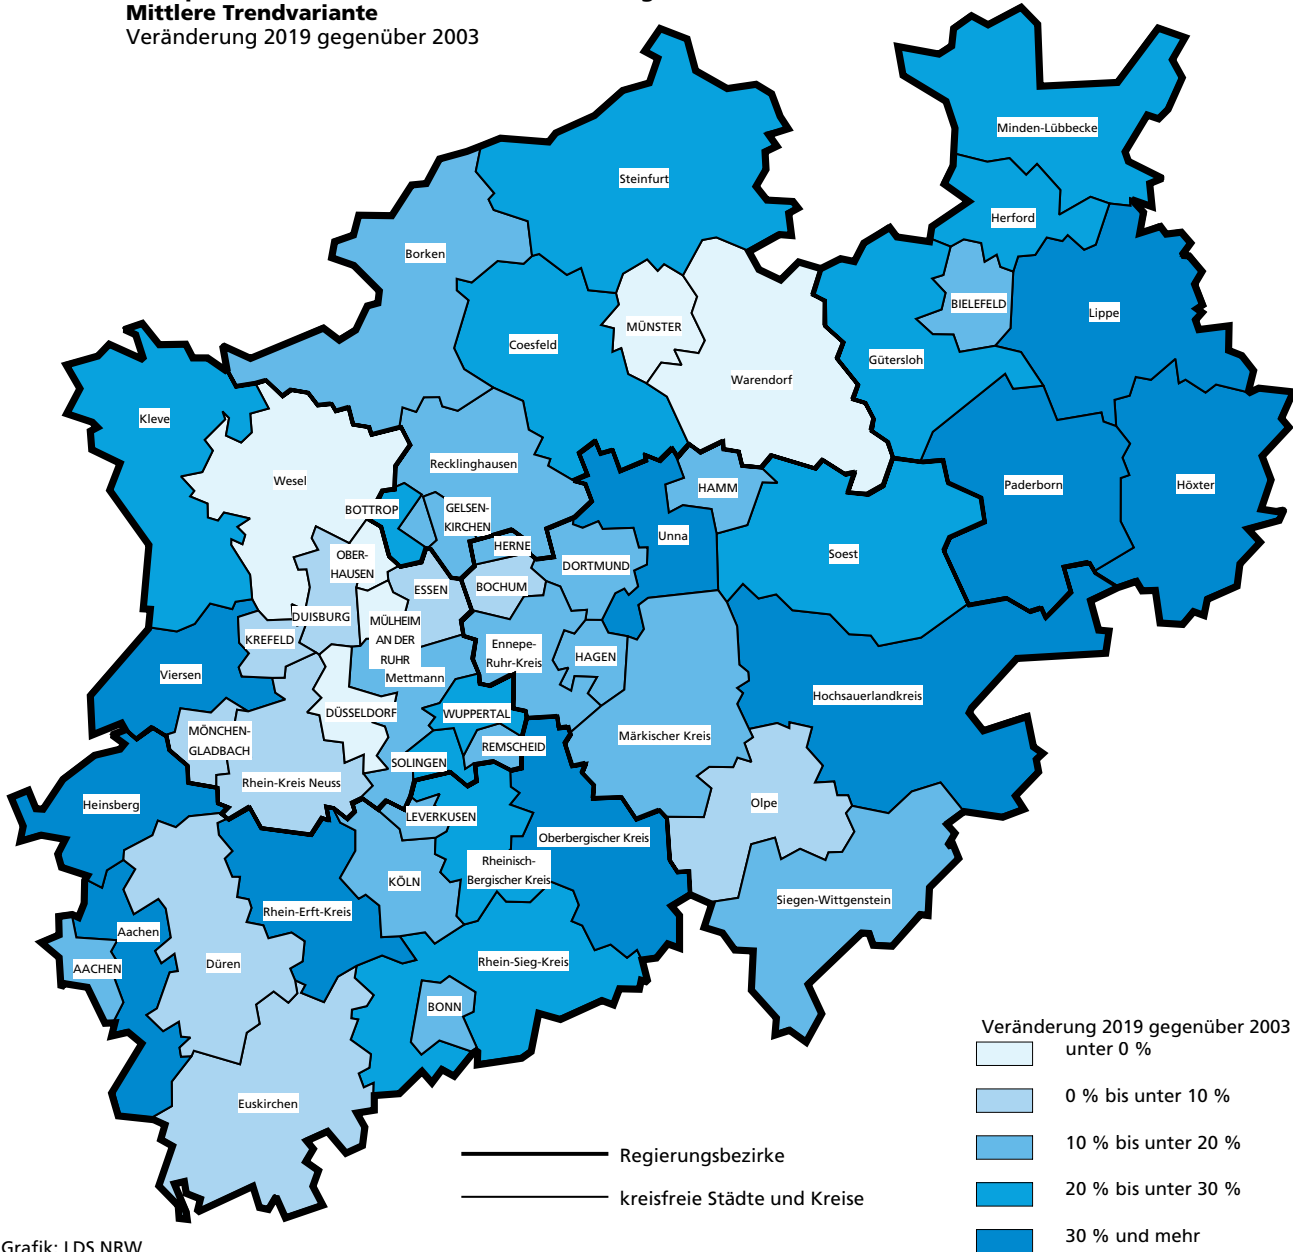 Mittlere Trendvariante
Veränderung 2019 gegenüber 2003
Minden-Lübbecke
Steinfurt
Herford
Borken
BIELEFELD
Lippe
MÜNSTER
Coesfeld
Gütersloh
Warendorf
Kleve
Recklinghausen
Wesel
HAMM
Paderborn
Höxter
BOTTROP
GELSEN-
KIRCHEN
Unna
HERNE
Soest
OBER-
HAUSEN
DORTMUND
ESSEN
BOCHUM
DUISBURG
MÜLHEIM
AN DER
RUHR
KREFELD
Ennepe-
Ruhr-Kreis
HAGEN
Viersen
Mettmann
Hochsauerlandkreis
DÜSSELDORF
WUPPERTAL
MÖNCHEN-
GLADBACH
Märkischer Kreis
REMSCHEID
SOLINGEN
Rhein-Kreis Neuss
Heinsberg
Olpe
LEVERKUSEN
Oberbergischer Kreis
Rheinisch-
Bergischer Kreis
KÖLN
Siegen-Wittgenstein
Rhein-Erft-Kreis
Aachen
Düren
Rhein-Sieg-Kreis
AACHEN
BONN
Euskirchen
Veränderung 2019 gegenüber 2003
unter 0 %
0 % bis unter 10 %
10 % bis unter 20 %
20 % bis unter 30 %
30 % und mehr
Regierungsbezirke
kreisfreie Städte und Kreise
Grafik: LDS NRW